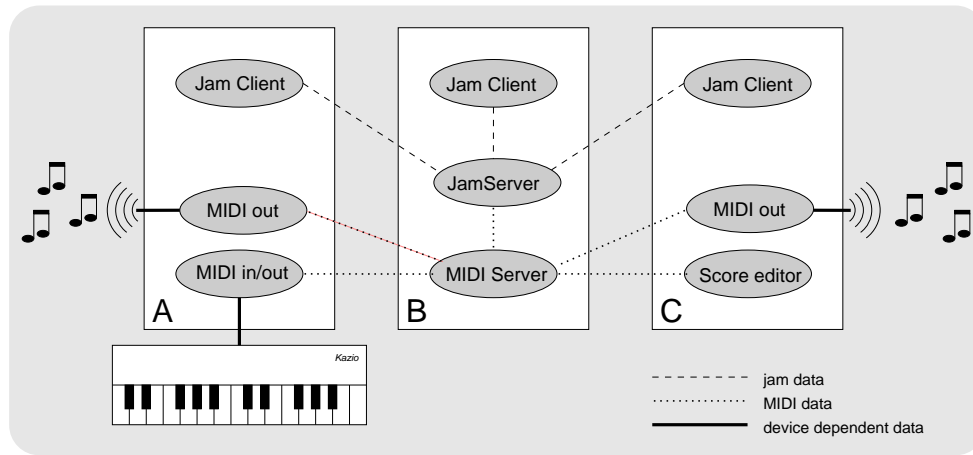 Jam Client
Jam Client
Jam Client
JamServer
MIDI out
MIDI out
MIDI in/out
MIDI Server
Score editor
A
B
C
Kazio
jam data
MIDI data
device dependent data